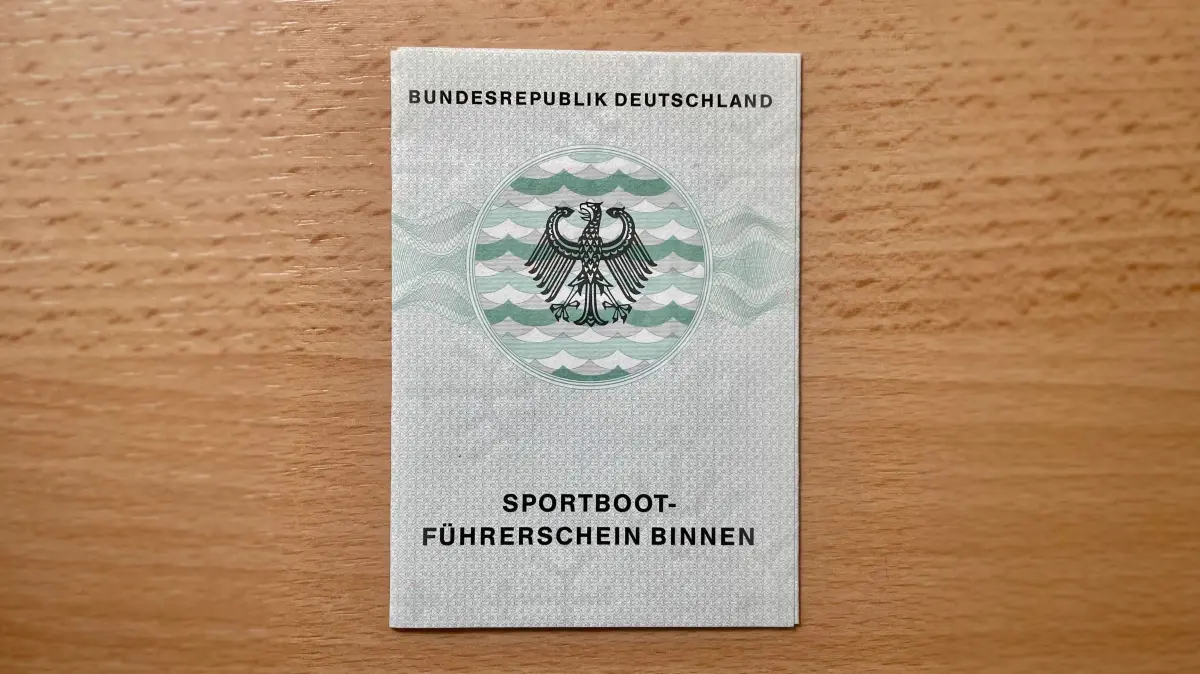 BUNDESREPUBLIK DEUTSCHLAND
SPORTBOOT-
FÜHRERSCHEIN BINNEN